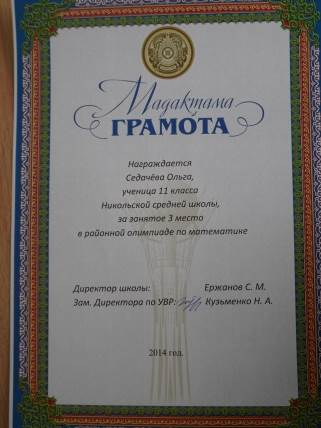 Мадақтама
ГРАМОТА
Награждается
Седачёва Ольга,
ученица 11 класса
Никольской средней школы,
за занятое 3 место
в районной олимпиаде по математике
Директор школы: Ержанов С. М.
Зам. Директора по УВР: Кузьменко Н. А.
2014 год.